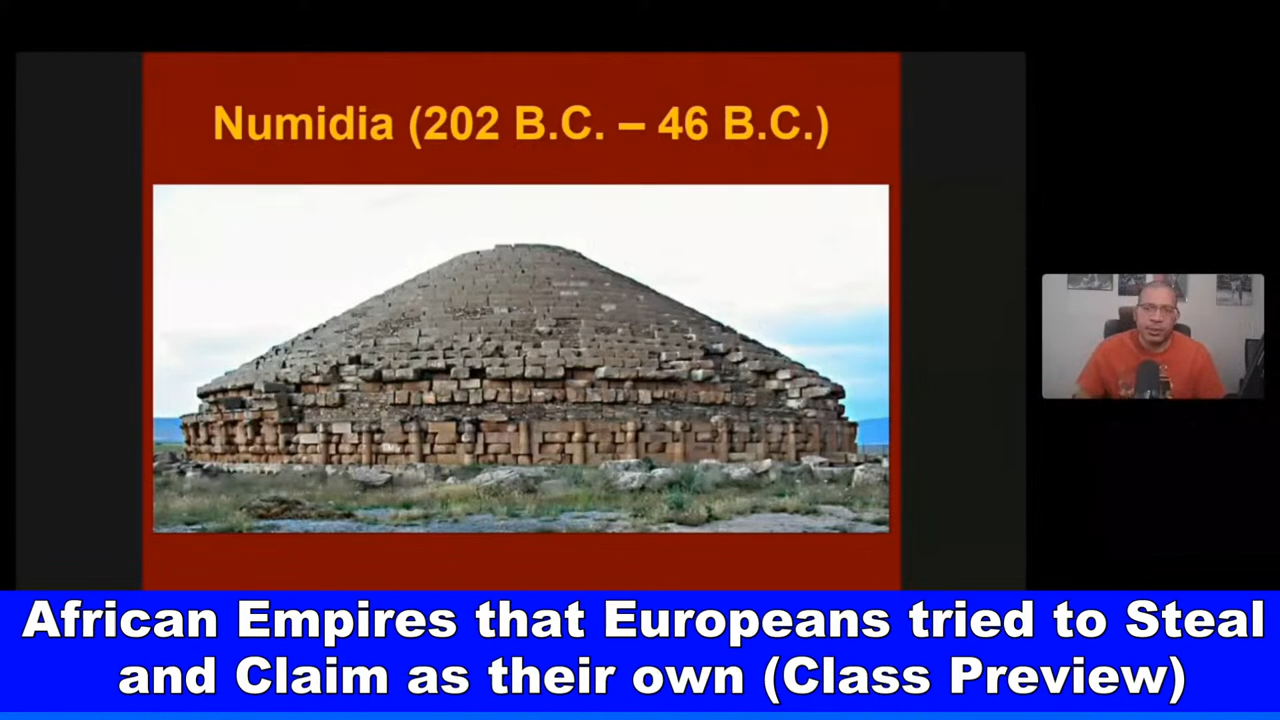 Numidia (202 B.C. – 46 B.C.)
African Empires that Europeans tried to Steal
and Claim as their own (Class Preview)